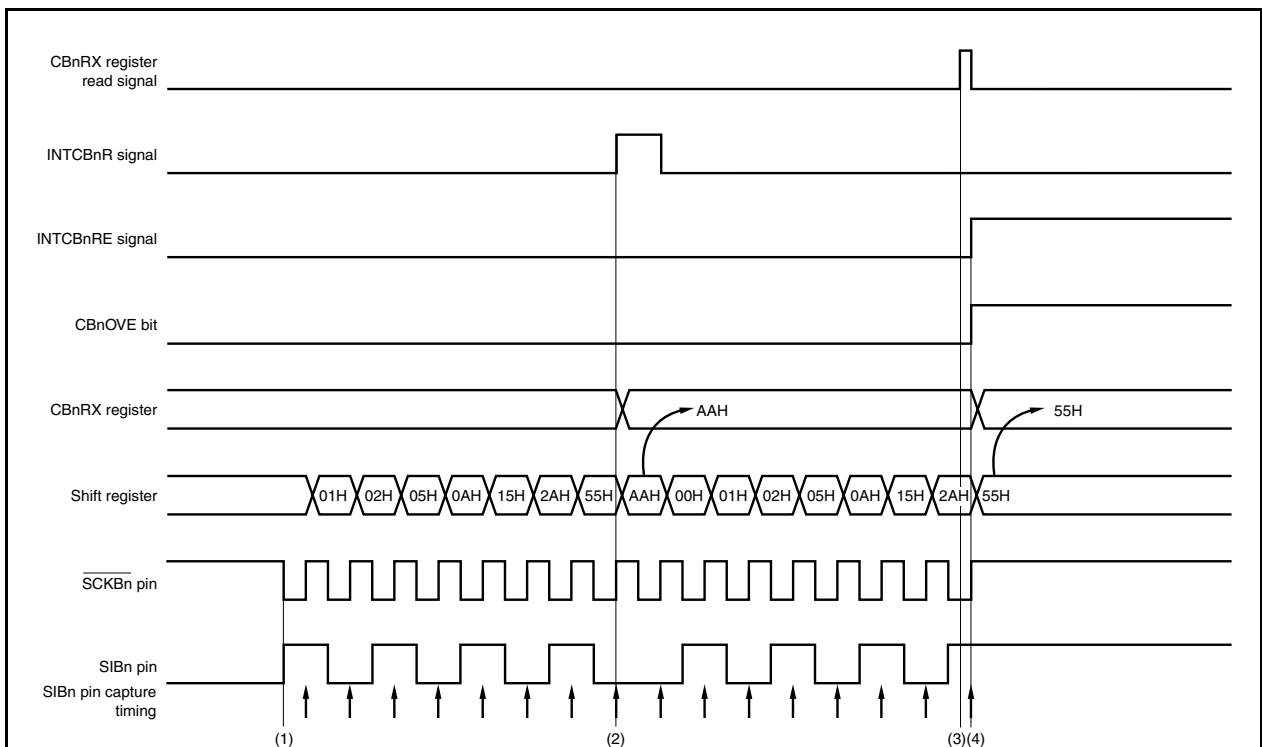 CBnRX register
read signal
INTCBnR signal
INTCBnRE signal
CBnOVE bit
CBnRX register
AAH
55H
Shift register
01H 02H 05H 0AH 15H 2AH 55H AAH 00H 01H 02H 05H 0AH 15H 2AH 55H
SCKBn pin
SIBn pin
SIBn pin capture
timing
(1) (2) (3) (4)